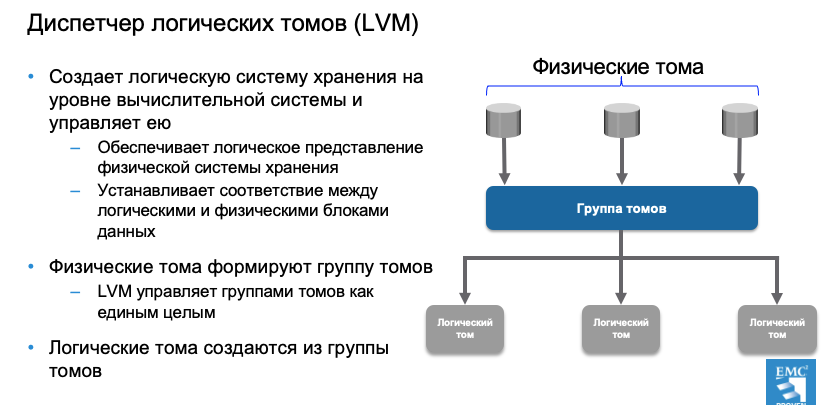 Диспетчер логических томов (LVM)
• Создает логическую систему хранения на
уровне вычислительной системы и
управляет ею
– Обеспечивает логическое представление
физической системы хранения
– Устанавливает соответствие между
логическими и физическими блоками
данных
• Физические тома формируют группу томов
– LVM управляет группами томов как
единым целым
• Логические тома создаются из группы
томов
Физические тома
Группа томов
Логический
том
Логический
том
Логический
том
EMC²